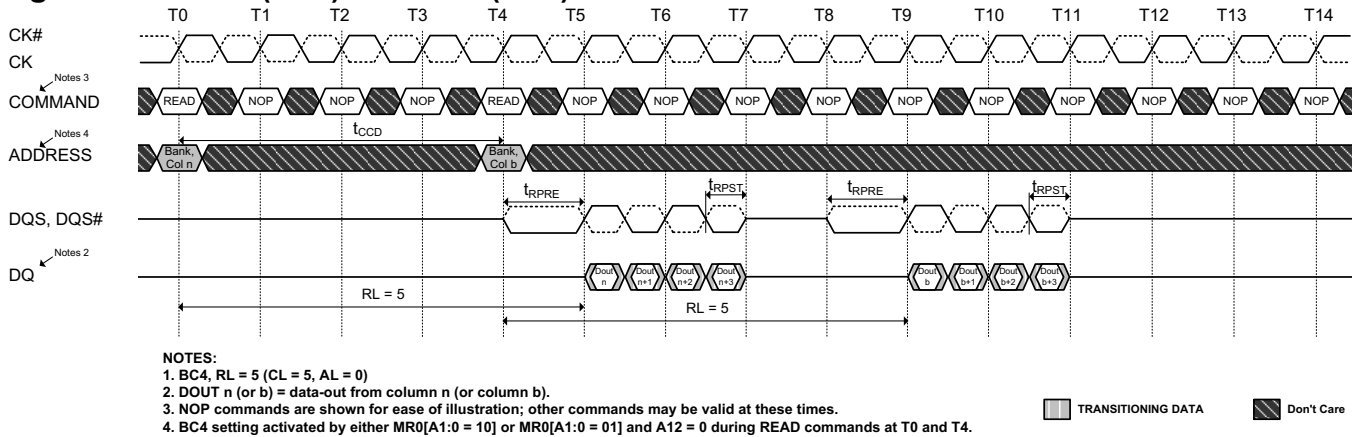 T0 T1 T2 T3 T4 T5 T6 T7 T8 T9 T10 T11 T12 T13 T14
CK#
CK
Notes 3
COMMAND READ NOP NOP NOP READ NOP NOP NOP NOP NOP NOP NOP NOP NOP NOP
tCCD
Notes 4
ADDRESS Bank, Col n Bank, Col b
tRPRE tRPST tRPRE tRPST
DQS, DQS#
Notes 2
DQ Dout n Dout n+1 Dout n+2 Dout n+3 Dout b Dout b+1 Dout b+2 Dout b+3
RL = 5
RL = 5
NOTES:
1. BC4, RL = 5 (CL = 5, AL = 0)
2. DOUT n (or b) = data-out from column n (or column b).
3. NOP commands are shown for ease of illustration; other commands may be valid at these times.
4. BC4 setting activated by either MR0[A1:0 = 10] or MR0[A1:0 = 01] and A12 = 0 during READ commands at T0 and T4.
TRANSITIONING DATA Don't Care